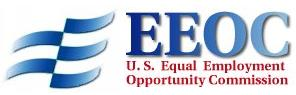 EEOC
U. S. Equal Employment
Opportunity Commission